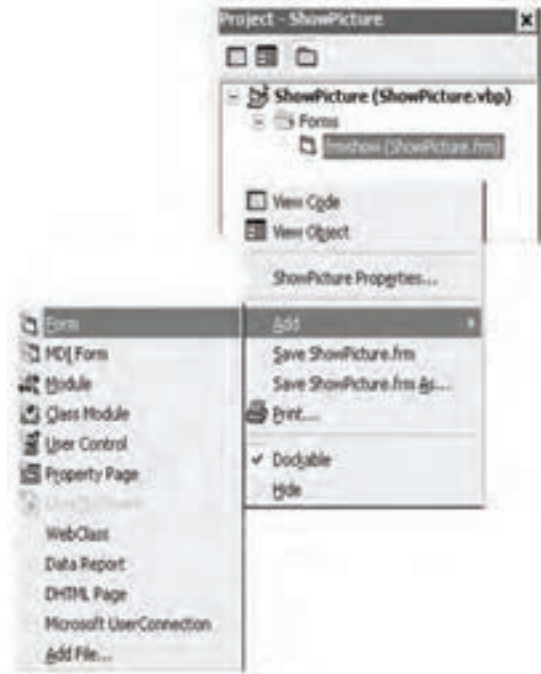 Project - ShowPicture
ShowPicture (ShowPicture.vbp)
Forms
frmshow (ShowPicture.frm)
View Code
View Object
ShowPicture Properties...
Add
Save ShowPicture.frm
Save ShowPicture.frm As...
Print...
Dockable
Hide
Form
MDI Form
Module
Class Module
User Control
Property Page
WebClass
Data Report
DHTML Page
Microsoft UserConnection
Add File...